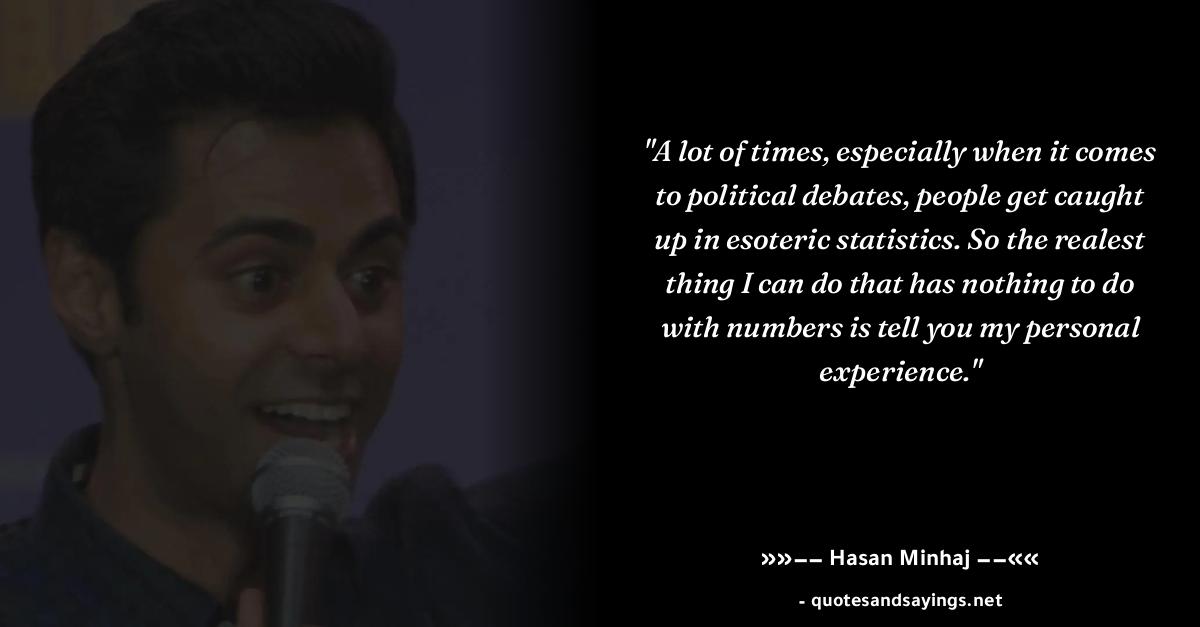 "A lot of times, especially when it comes
to political debates, people get caught
up in esoteric statistics. So the realest
thing I can do that has nothing to do
with numbers is tell you my personal
experience."
»»–– Hasan Minhaj ––««
- quotesandsayings.net